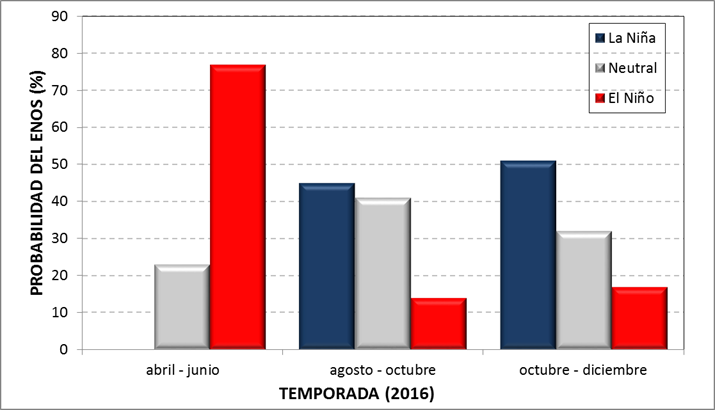 90
80
70
60
50
40
30
20
10
0
PROBABILIDAD DEL ENOS (%)
La Niña
Neutral
El Niño
abril - junio
agosto - octubre
octubre - diciembre
TEMPORADA (2016)